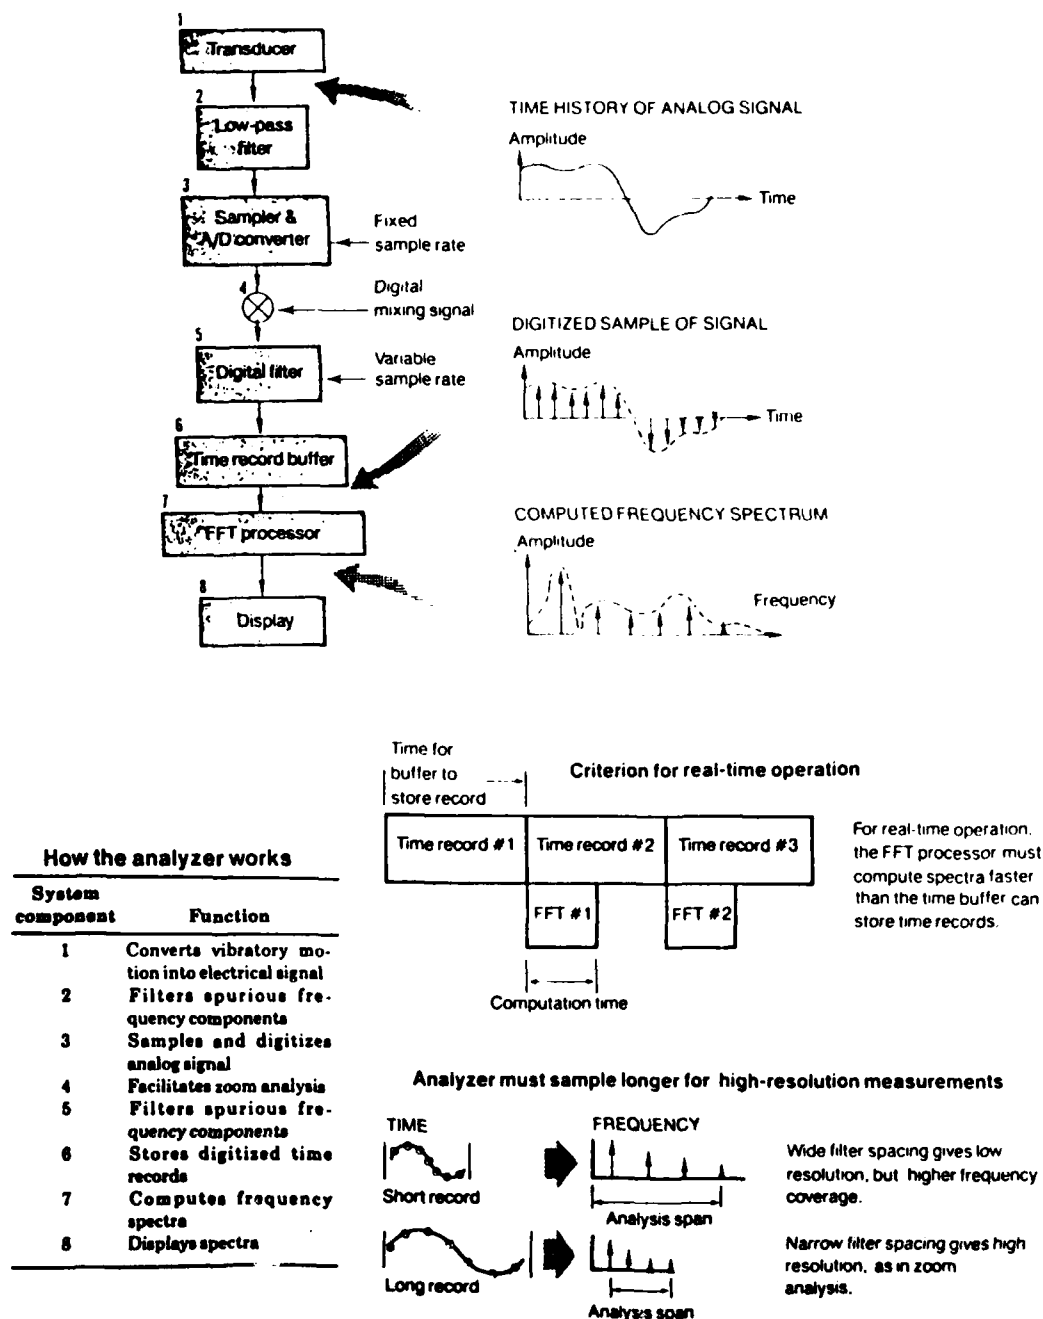 1
Transducer
2
Low-pass
filter
3
Sampler &
A/D converter
Fixed
sample rate
4
Digital
mixing signal
5
Digital filter
Variable
sample rate
6
Time record buffer
7
FFT processor
8
Display
TIME HISTORY OF ANALOG SIGNAL
Amplitude
Time
DIGITIZED SAMPLE OF SIGNAL
Amplitude
Time
COMPUTED FREQUENCY SPECTRUM
Amplitude
Frequency
How the analyzer works
System
component
Function
1
Converts vibratory mo-
tion into electrical signal
2
Filters spurious fre-
quency components
3
Samples and digitizes
analog signal
4
Facilitates zoom analysis
5
Filters spurious fre-
quency components
6
Stores digitized time
records
7
Computes frequency
spectra
8
Displays spectra
Time for
buffer to
store record
Criterion for real-time operation
Time record #1
Time record #2
Time record #3
FFT #1
FFT #2
Computation time
For real-time operation,
the FFT processor must
compute spectra faster
than the time buffer can
store time records.
Analyzer must sample longer for high-resolution measurements
TIME
FREQUENCY
Short record
Analysis span
Wide filter spacing gives low
resolution, but higher frequency
coverage.
Long record
Analysis span
Narrow filter spacing gives high
resolution, as in zoom
analysis.